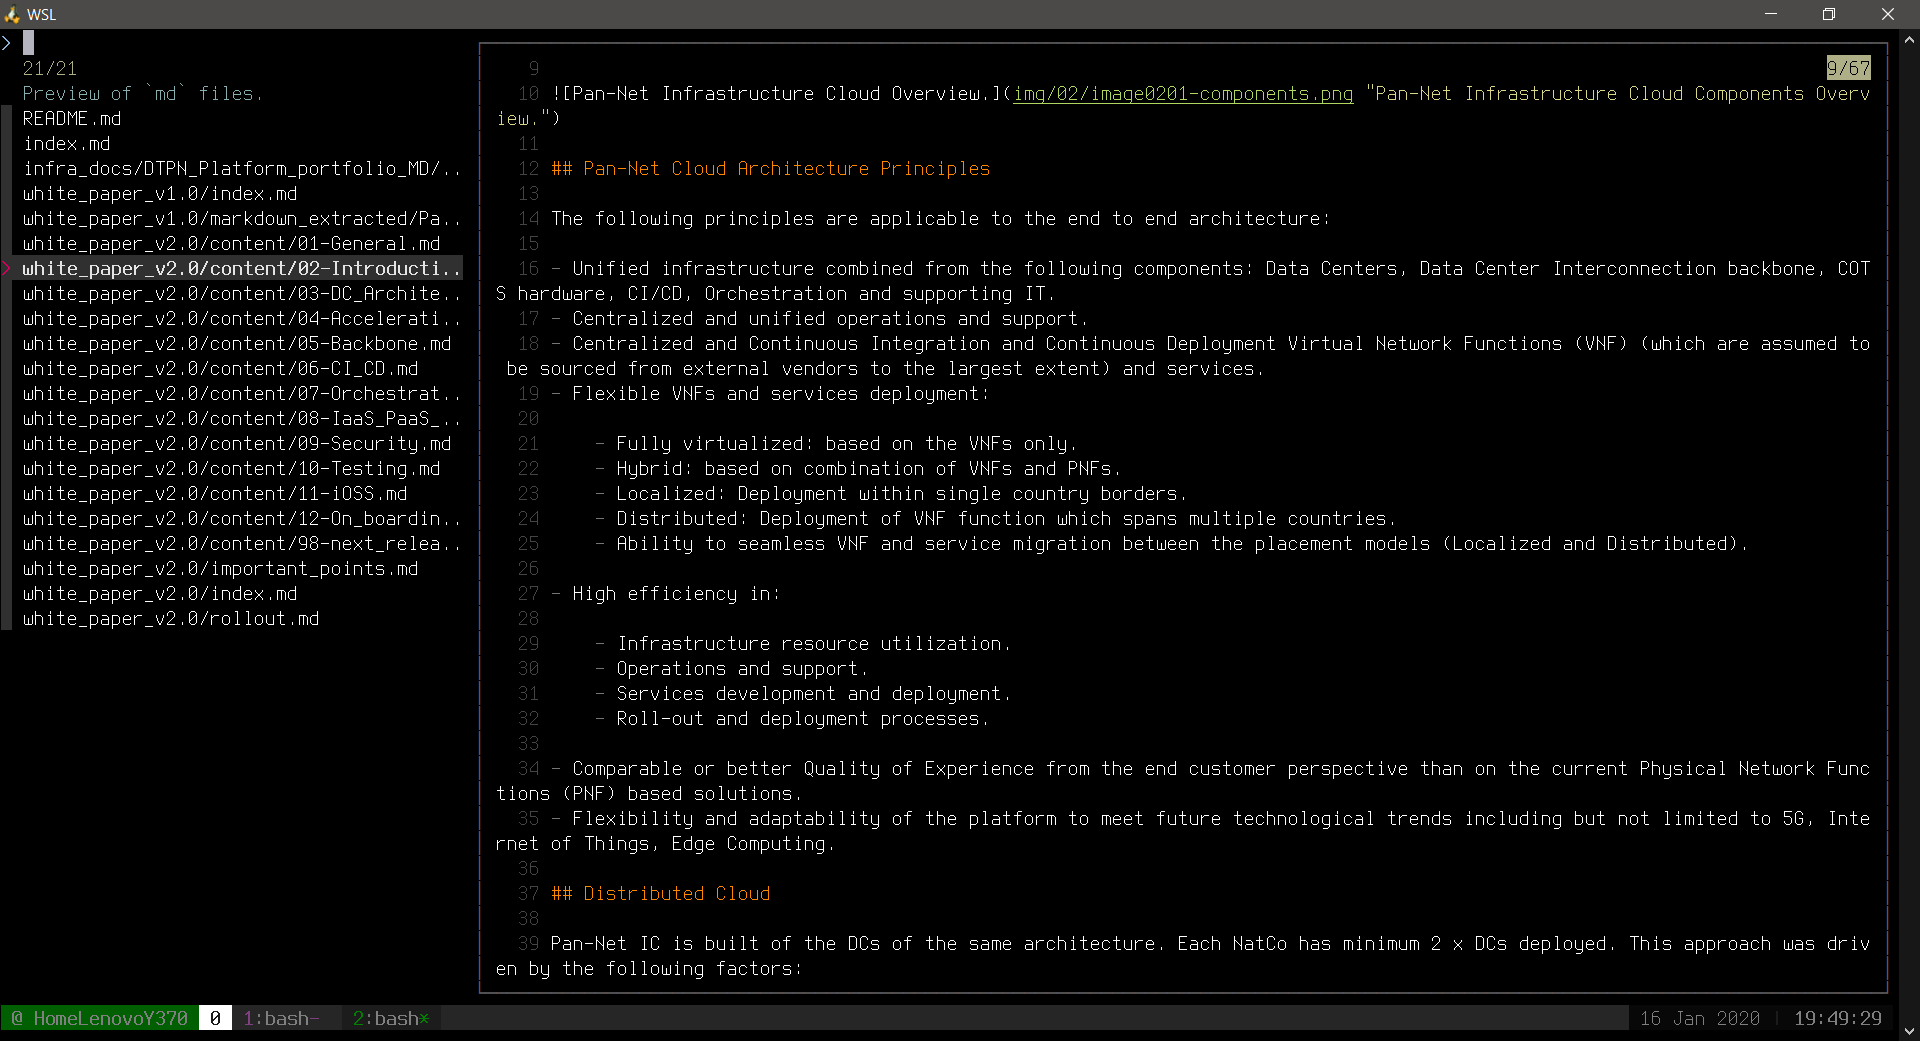 WSL
>
21/21
Preview of `md` files.
README.md
index.md
infra_docs/DTPN_Platform_portfolio_MD/..
white_paper_v1.0/index.md
white_paper_v1.0/markdown_extracted/Pa..
white_paper_v2.0/content/01-General.md
> white_paper_v2.0/content/02-Introducti..
white_paper_v2.0/content/03-DC_Archite..
white_paper_v2.0/content/04-Accelerati..
white_paper_v2.0/content/05-Backbone.md
white_paper_v2.0/content/06-CI_CD.md
white_paper_v2.0/content/07-Orchestrat..
white_paper_v2.0/content/08-IaaS_PaaS_..
white_paper_v2.0/content/09-Security.md
white_paper_v2.0/content/10-Testing.md
white_paper_v2.0/content/11-iOSS.md
white_paper_v2.0/content/12-On_boardin..
white_paper_v2.0/content/98-next_relea..
white_paper_v2.0/important_points.md
white_paper_v2.0/index.md
white_paper_v2.0/rollout.md
9 9/67
10 ![Pan-Net Infrastructure Cloud Overview.](img/02/image0201-components.png "Pan-Net Infrastructure Cloud Components Overv
iew.")
11
12 ## Pan-Net Cloud Architecture Principles
13
14 The following principles are applicable to the end to end architecture:
15
16 - Unified infrastructure combined from the following components: Data Centers, Data Center Interconnection backbone, COT
S hardware, CI/CD, Orchestration and supporting IT.
17 - Centralized and unified operations and support.
18 - Centralized and Continuous Integration and Continuous Deployment Virtual Network Functions (VNF) (which are assumed to
be sourced from external vendors to the largest extent) and services.
19 - Flexible VNFs and services deployment:
20
21 - Fully virtualized: based on the VNFs only.
22 - Hybrid: based on combination of VNFs and PNFs.
23 - Localized: Deployment within single country borders.
24 - Distributed: Deployment of VNF function which spans multiple countries.
25 - Ability to seamless VNF and service migration between the placement models (Localized and Distributed).
26
27 - High efficiency in:
28
29 - Infrastructure resource utilization.
30 - Operations and support.
31 - Services development and deployment.
32 - Roll-out and deployment processes.
33
34 - Comparable or better Quality of Experience from the end customer perspective than on the current Physical Network Func
tions (PNF) based solutions.
35 - Flexibility and adaptability of the platform to meet future technological trends including but not limited to 5G, Inte
rnet of Things, Edge Computing.
36
37 ## Distributed Cloud
38
39 Pan-Net IC is built of the DCs of the same architecture. Each NatCo has minimum 2 x DCs deployed. This approach was driv
en by the following factors:
@ HomeLenovoY370 0 1:bash- 2:bash* 16 Jan 2020 | 19:49:29